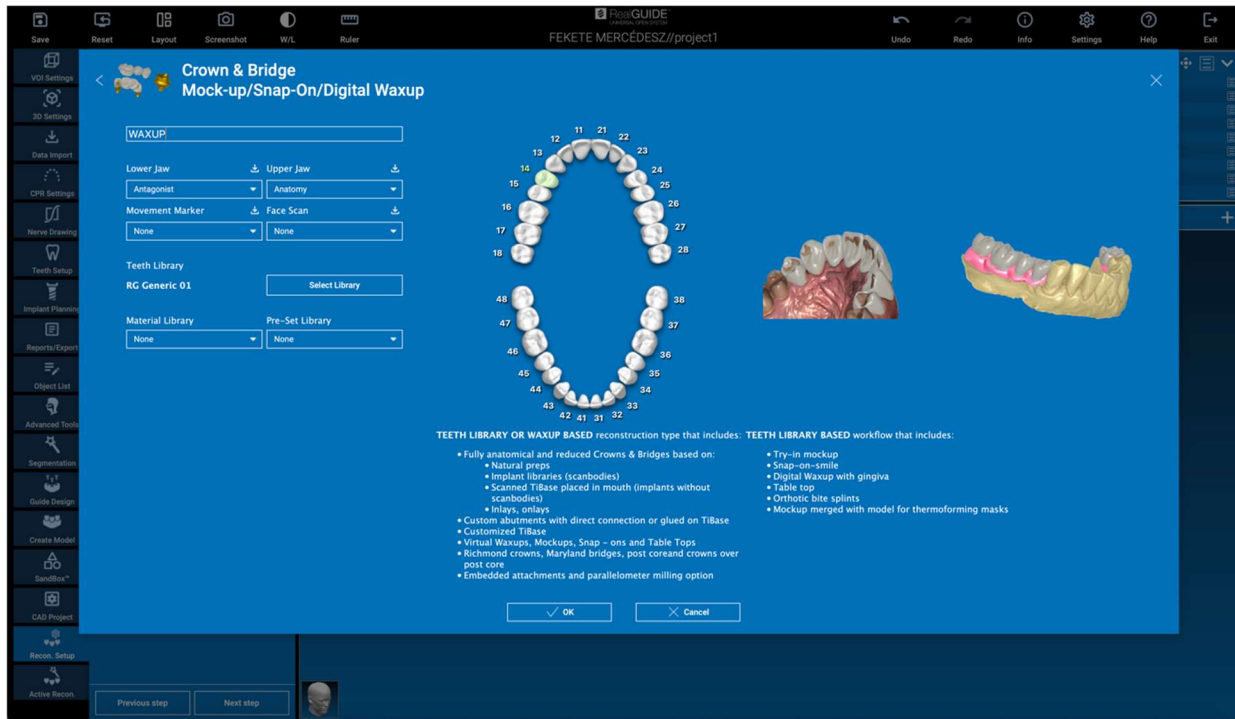 Save
Reset
Layout
Screenshot
W/L
Ruler
RealGUIDE
UNIVERSAL OPEN SYSTEM
FEKETE MERCÉDESZ//project1
Undo
Redo
Info
Settings
Help
Exit
VOI Settings
3D Settings
Data Import
CPR Settings
Nerve Drawing
Teeth Setup
Implant Planning
Reports/Export
Object List
Advanced Tools
Segmentation
Guide Design
Create Model
SandBox™
CAD Project
Recon. Setup
Active Recon.
Crown & Bridge
Mock-up/Snap-On/Digital Waxup
WAXUP
Lower Jaw Upper Jaw
Antagonist Anatomy
Movement Marker Face Scan
None None
Teeth Library
RG Generic 01 Select Library
Material Library Pre-Set Library
None None
11 21
12 22
13 23
14 24
15 25
16 26
17 27
18 28
48 38
47 37
46 36
45 35
44 34
43 33
42 41 31 32
TEETH LIBRARY OR WAXUP BASED reconstruction type that includes:
• Fully anatomical and reduced Crowns & Bridges based on:
• Natural preps
• Implant libraries (scanbodies)
• Scanned TiBase placed in mouth (implants without
scanbodies)
• Inlays, onlays
• Custom abutments with direct connection or glued on TiBase
• Customized TiBase
• Virtual Waxups, Mockups, Snap - ons and Table Tops
• Richmond crowns, Maryland bridges, post coreand crowns over
post core
• Embedded attachments and parallelometer milling option
TEETH LIBRARY BASED workflow that includes:
• Try-in mockup
• Snap-on-smile
• Digital Waxup with gingiva
• Table top
• Orthotic bite splints
• Mockup merged with model for thermoforming masks
OK
Cancel
Previous step
Next step